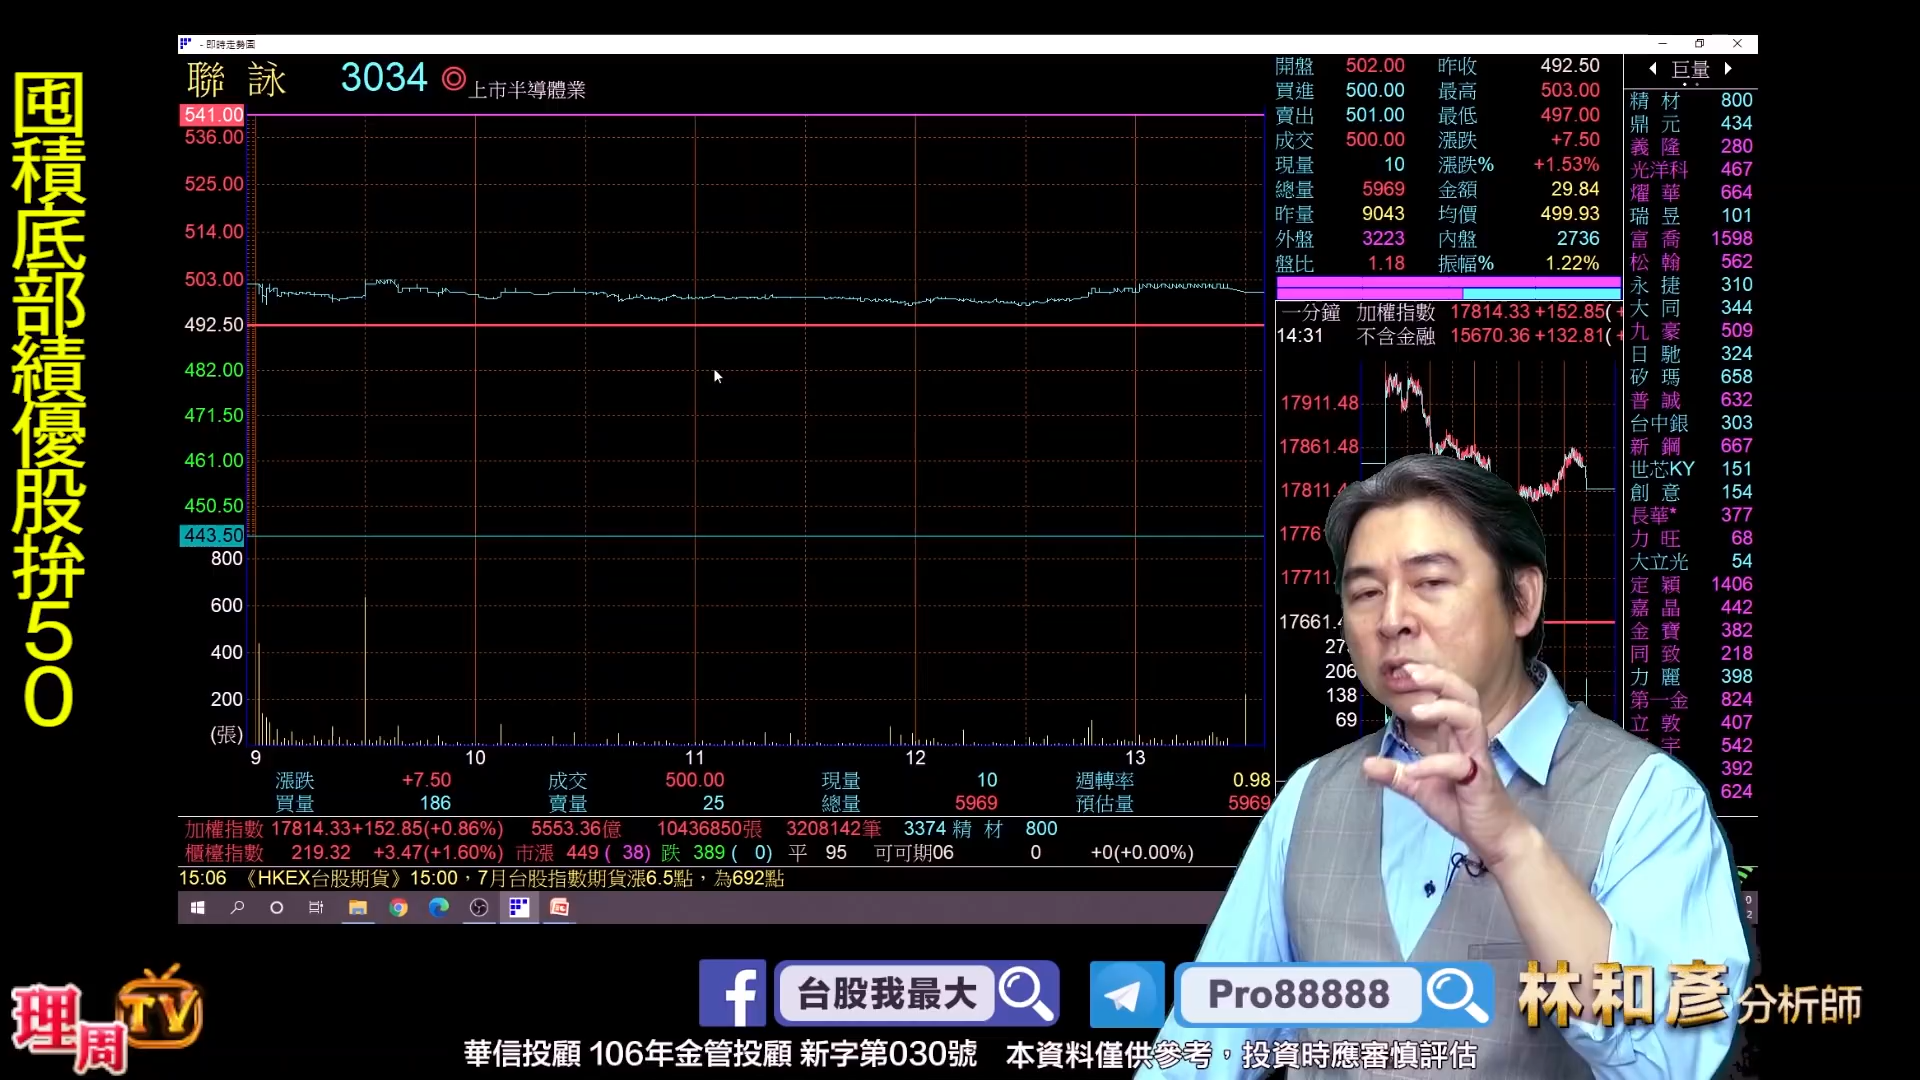 囤積底部績優股拚50
- 即時走勢圖
聯 詠 3034 上市半導體業
541.00
536.00
525.00
514.00
503.00
492.50
482.00
471.50
461.00
450.50
443.50
800
600
400
200
(張)
9 10 11 12 13
開盤 502.00 昨收 492.50
買進 500.00 最高 503.00
賣出 501.00 最低 497.00
成交 500.00 漲跌 +7.50
現量 10 漲跌% +1.53%
總量 5969 金額 29.84
昨量 9043 均價 499.93
外盤 3223 內盤 2736
盤比 1.18 振幅% 1.22%
一分鐘 加權指數 17814.33 +152.85(
14:31 不含金融 15670.36 +132.81(
17911.48
17861.48
17811.4
1776
17711.
17661.4
27
206
138
69
巨量
精 材 800
鼎 元 434
義 隆 280
光洋科 467
燿 華 664
瑞 昱 101
富 喬 1598
松 翰 562
永 捷 310
大 同 344
九 豪 509
日 馳 324
矽 瑪 658
普 誠 632
台中銀 303
新 鋼 667
世芯KY 151
創 意 154
長華* 377
力 旺 68
大立光 54
定 穎 1406
嘉 晶 442
金 寶 382
同 致 218
力 麗 398
第一金 824
立 敦 407
宇 542
392
624
漲跌 +7.50 成交 500.00 現量 10 週轉率 0.98
買量 186 賣量 25 總量 5969 預估量 5969
加權指數 17814.33 +152.85(+0.86%) 5553.36億 10436850張 3208142筆 3374 精 材 800
櫃檯指數 219.32 +3.47(+1.60%) 市漲 449 ( 38) 跌 389 ( 0) 平 95 可可期06 0 +0(+0.00%)
15:06 《HKEX台股期貨》15:00，7月台股指數期貨漲6.5點，為692點
理周TV
台股我最大
Pro88888
林和彥分析師
華信投顧 106年金管投顧 新字第030號 本資料僅供參考，投資時應審慎評估